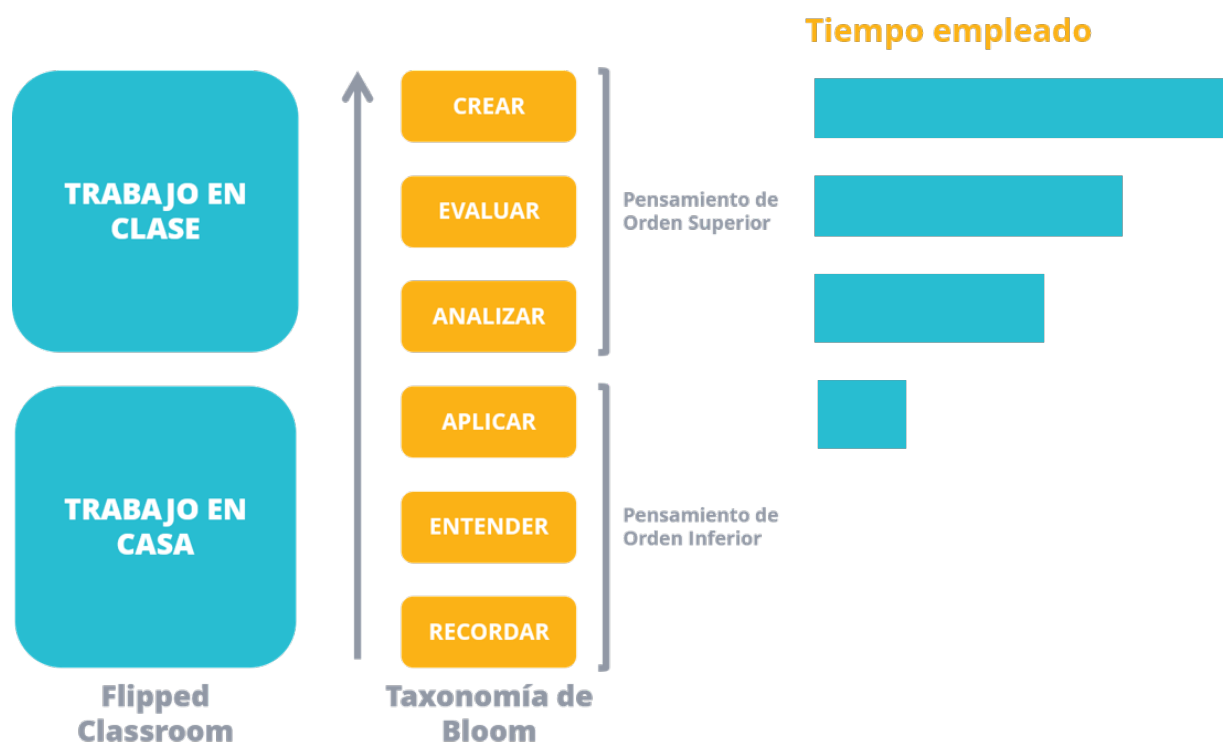 Tiempo empleado
TRABAJO EN
CLASE
CREAR
EVALUAR
ANALIZAR
Pensamiento de
Orden Superior
TRABAJO EN
CASA
APLICAR
ENTENDER
RECORDAR
Pensamiento de
Orden Inferior
Flipped
Classroom
Taxonomía de
Bloom